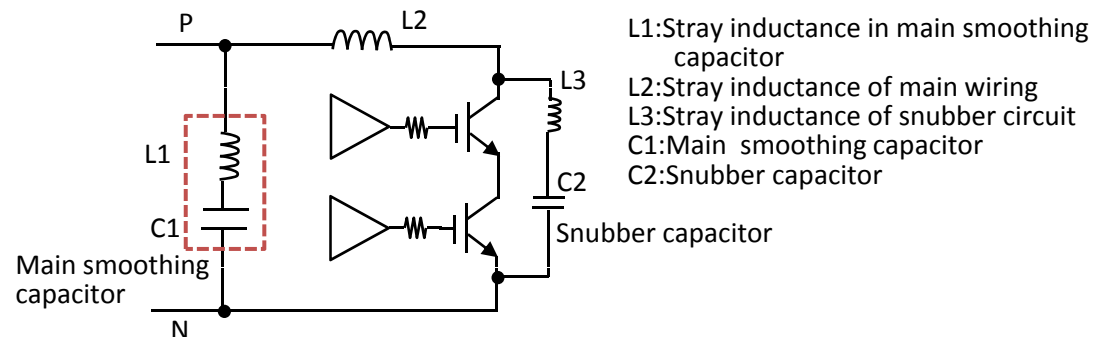 P
L2
L1:Stray inductance in main smoothing
capacitor
L2:Stray inductance of main wiring
L3:Stray inductance of snubber circuit
C1:Main  smoothing capacitor
C2:Snubber capacitor
L3
L1
C2
C1
Snubber capacitor
Main smoothing
capacitor
N